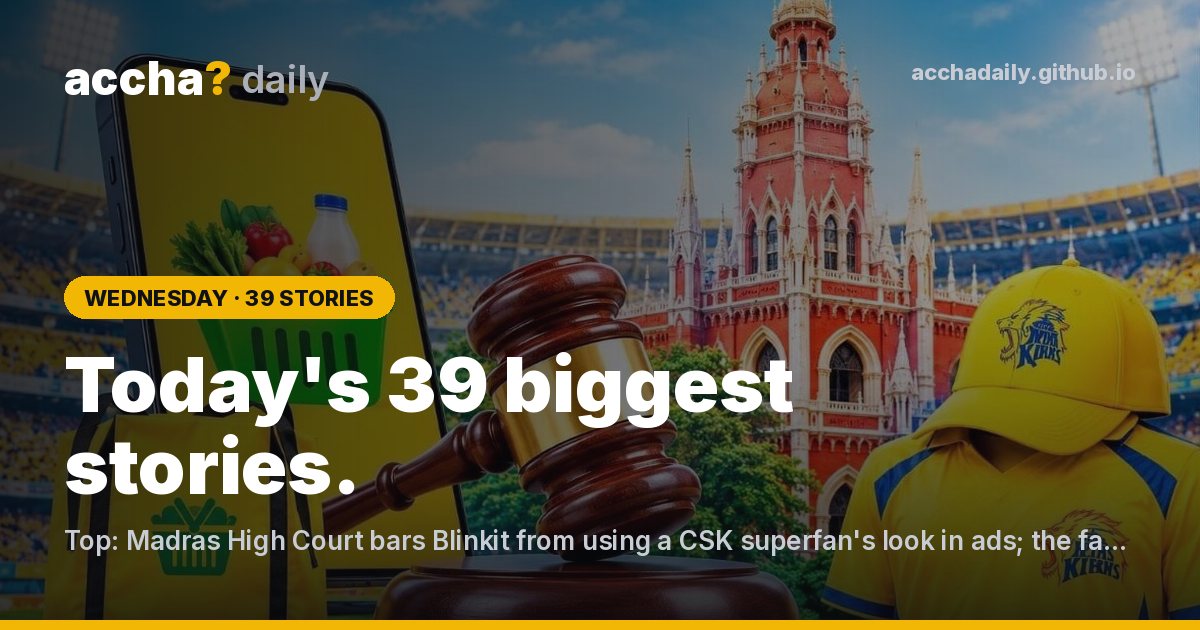 accha? daily
acchadaily.github.io
WEDNESDAY · 39 STORIES
Today's 39 biggest
stories.
Top: Madras High Court bars Blinkit from using a CSK superfan's look in ads; the fa...